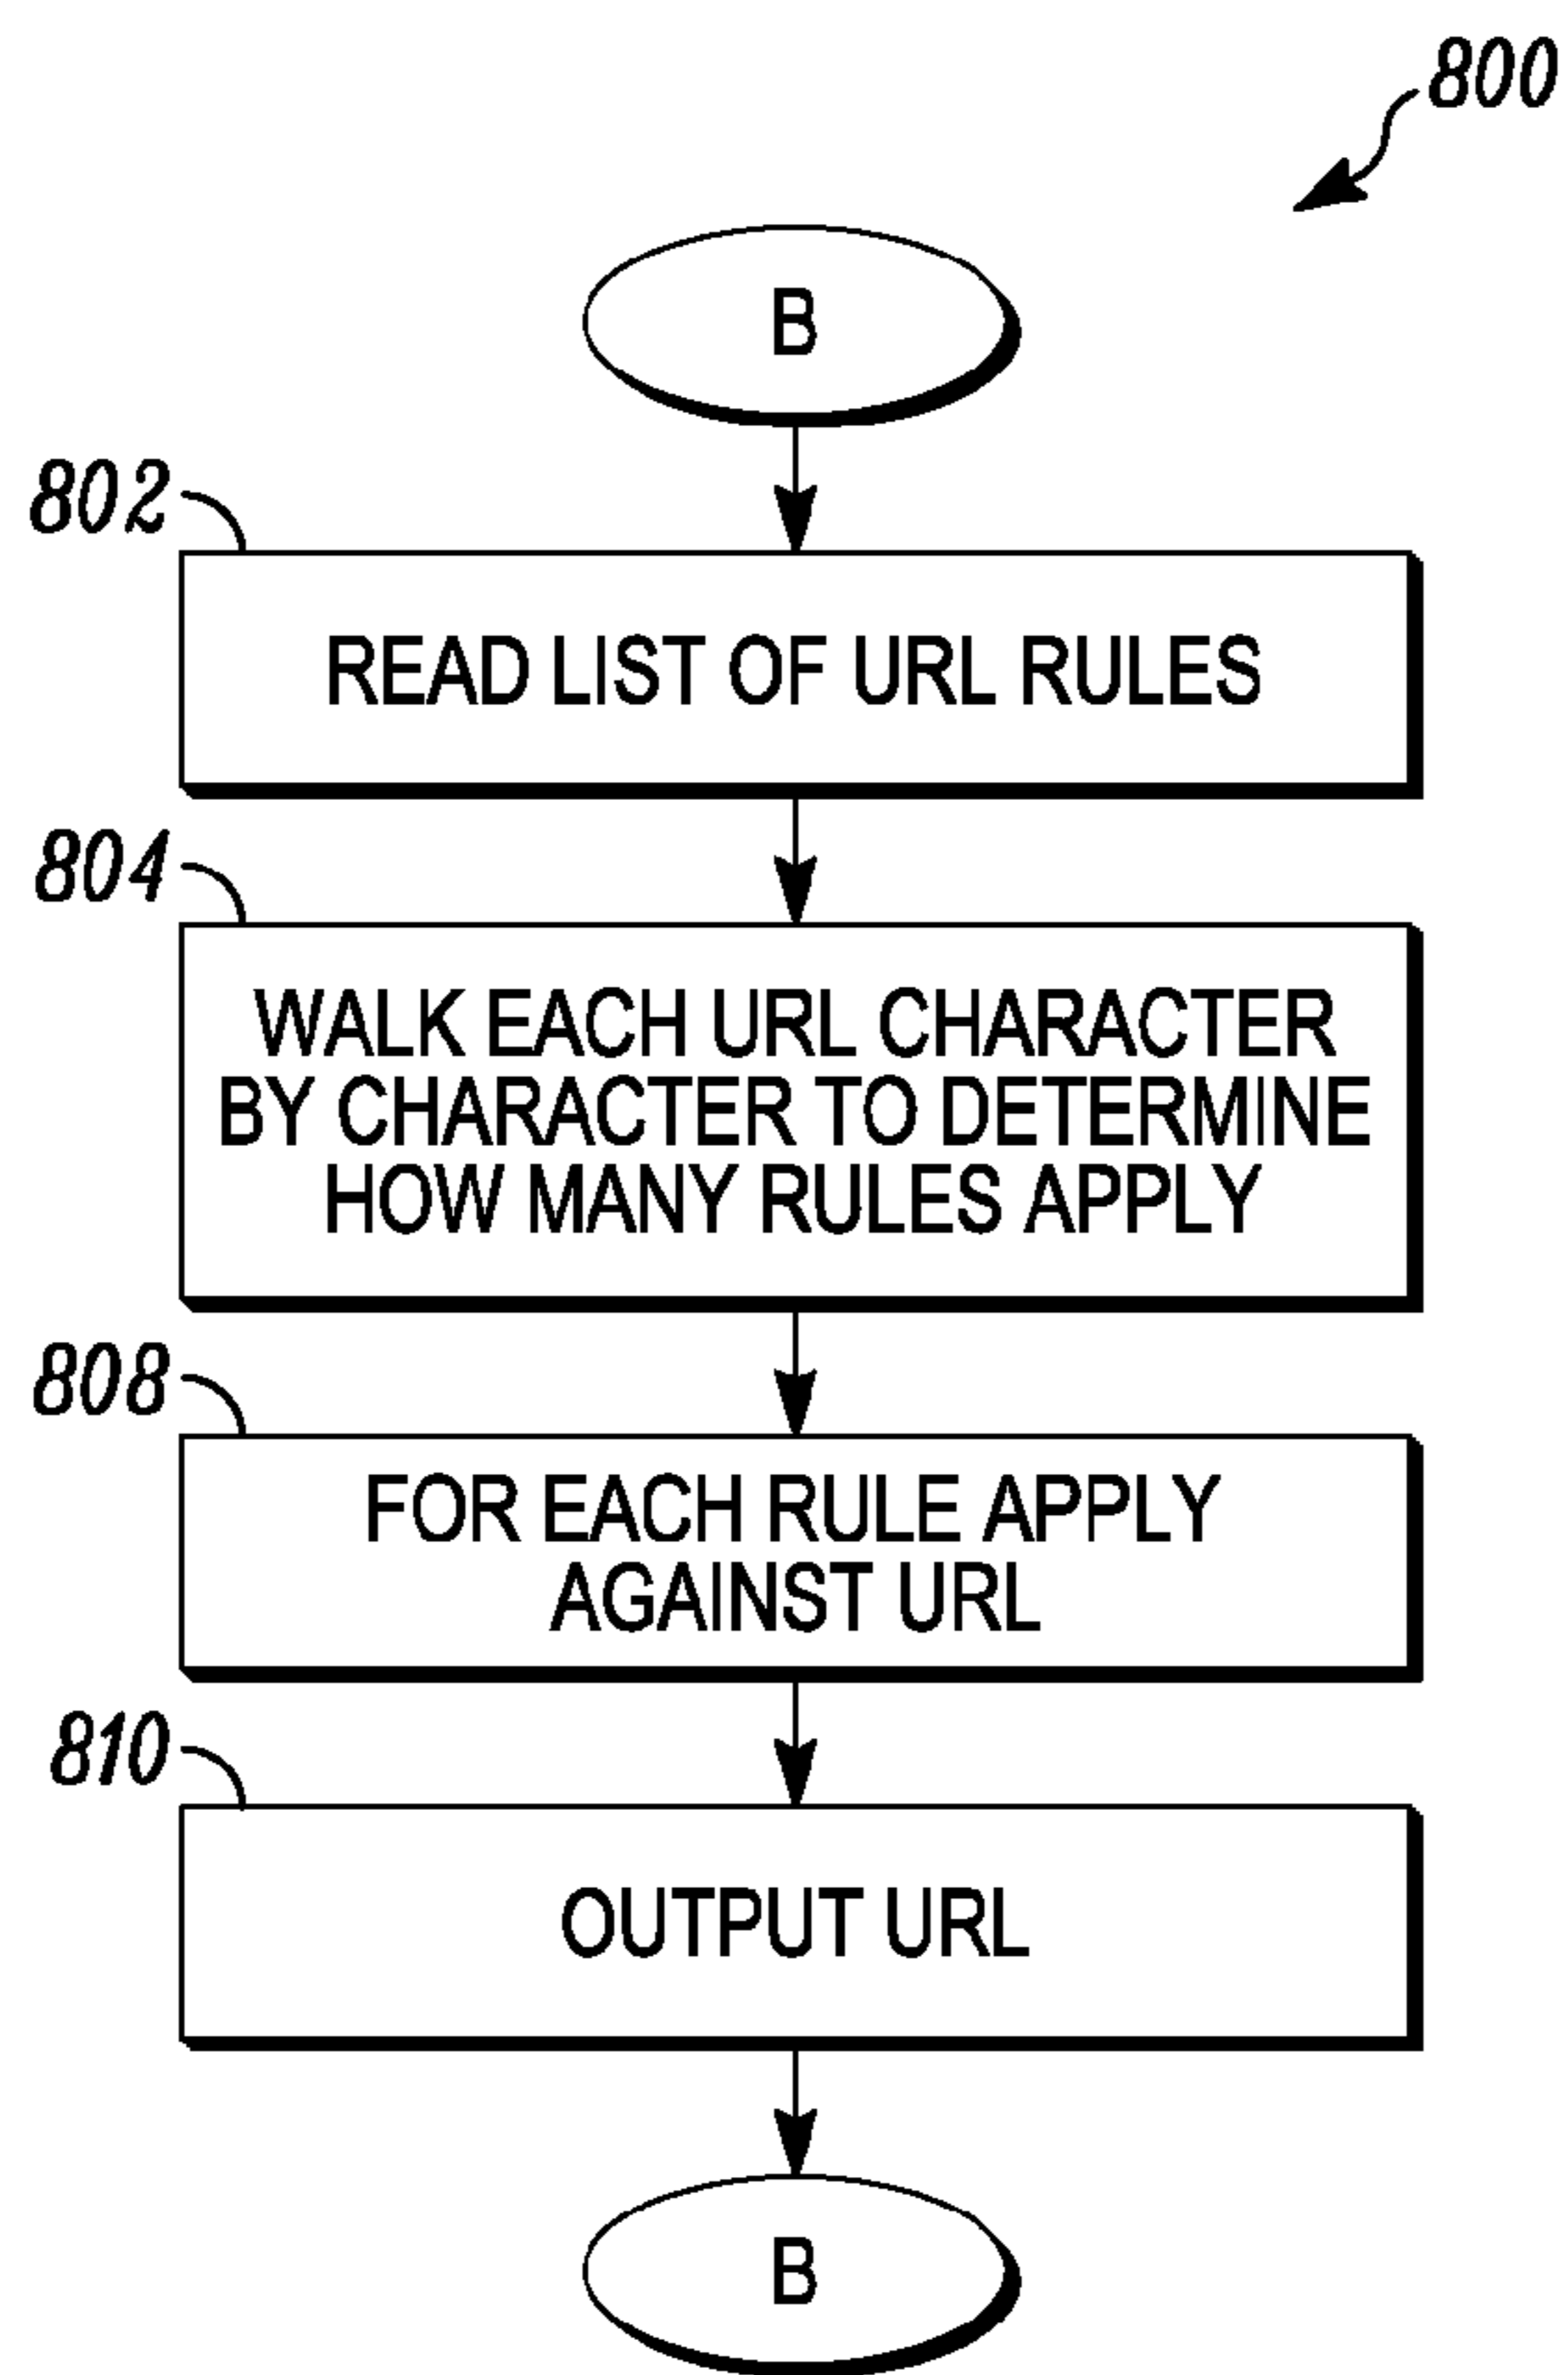 800
B
802
READ LIST OF URL RULES
804
WALK EACH URL CHARACTER
BY CHARACTER TO DETERMINE
HOW MANY RULES APPLY
808
FOR EACH RULE APPLY
AGAINST URL
810
OUTPUT URL
B